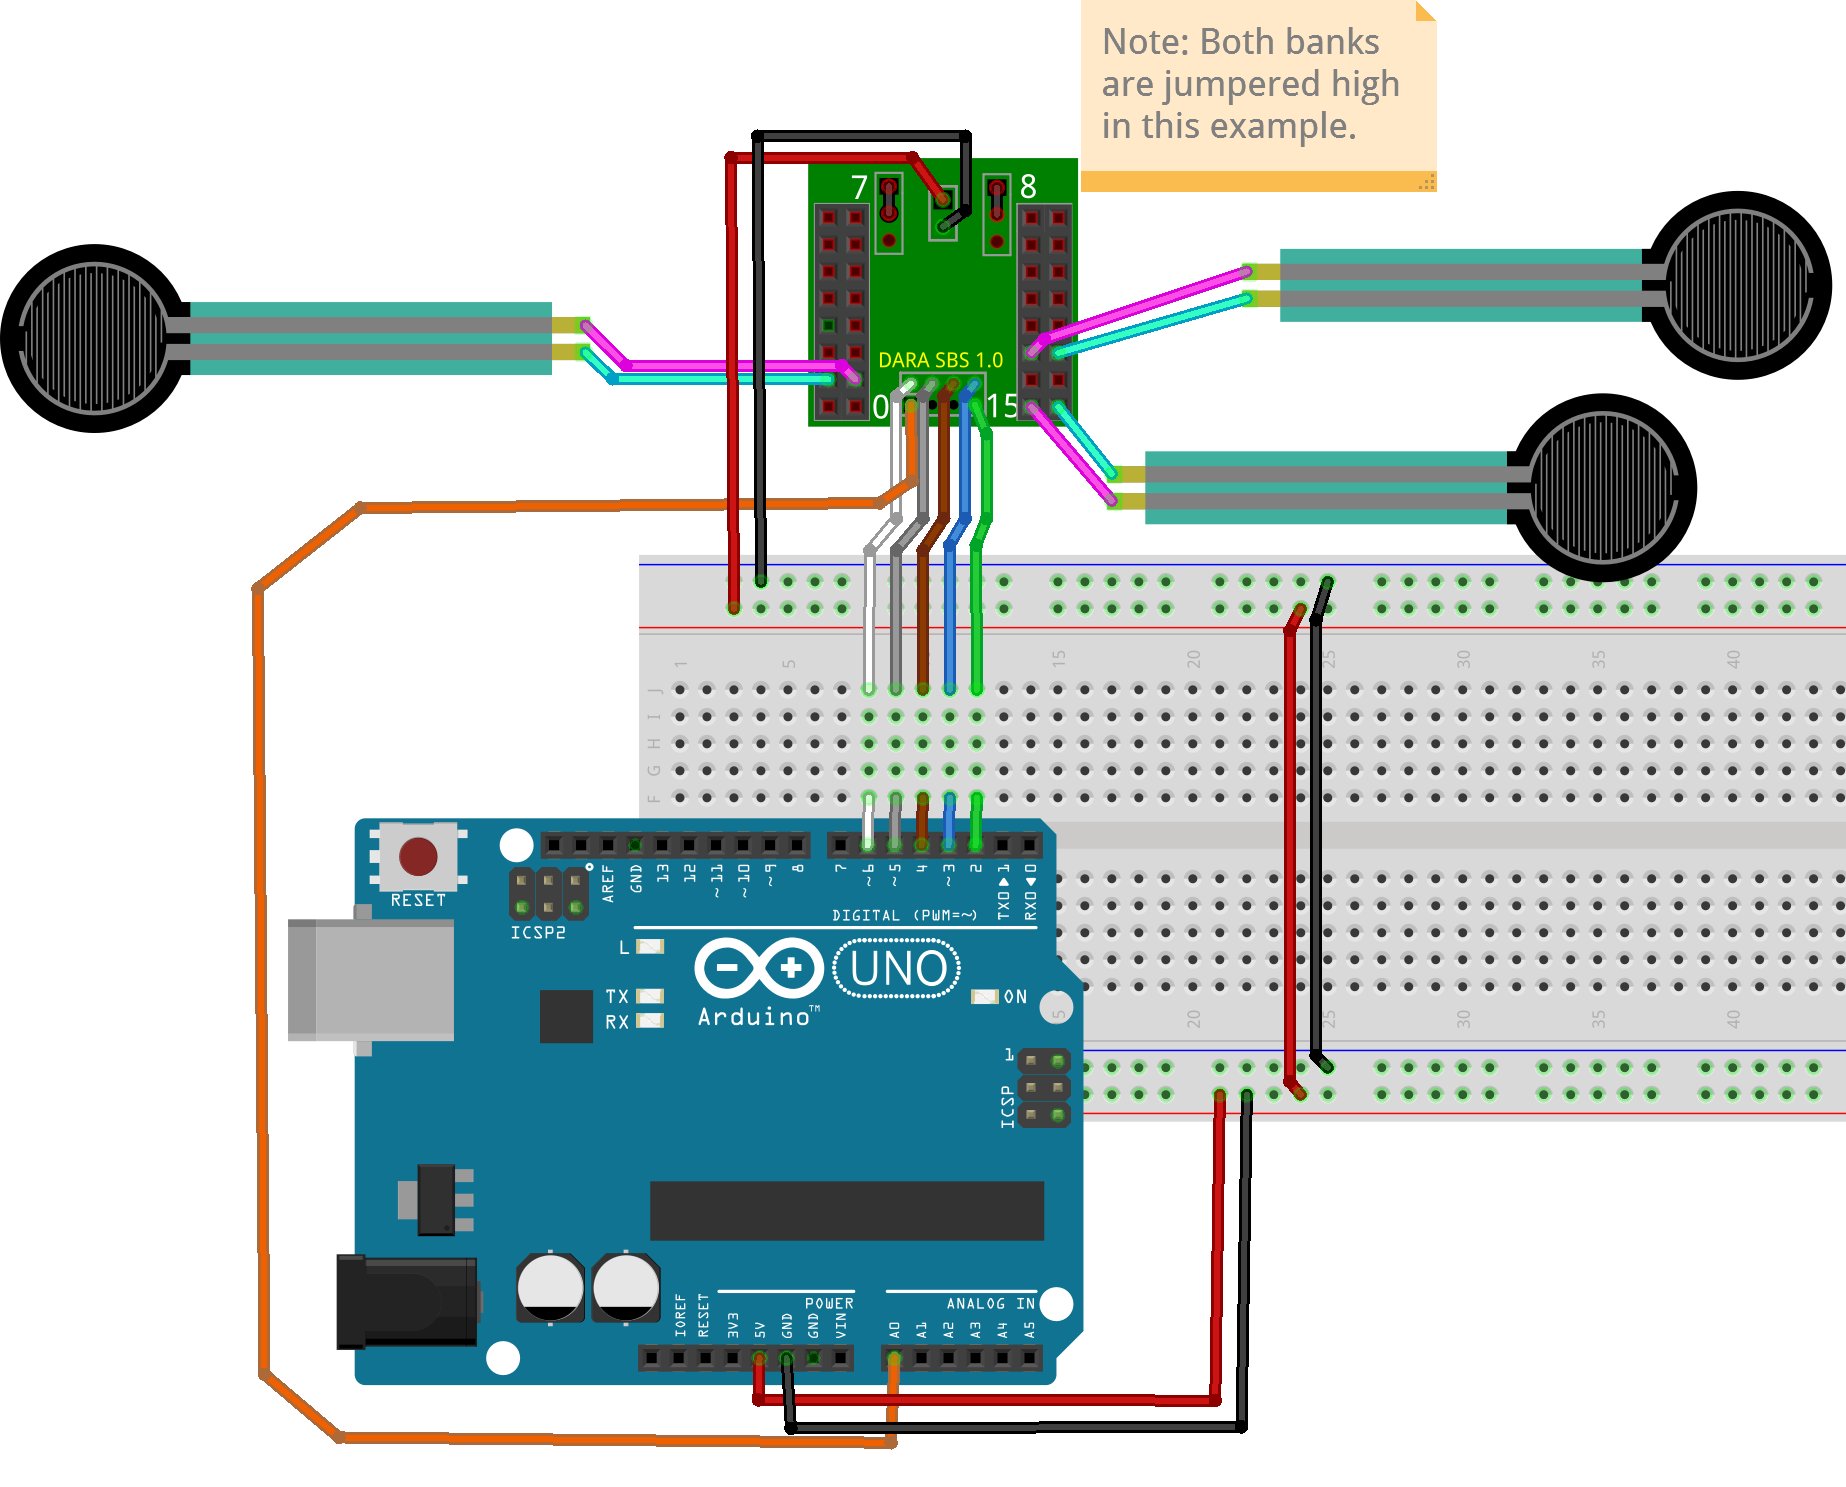 Note: Both banks
are jumpered high
in this example.
7
8
DARA SBS 1.0
0
15
1
5
15
20
25
30
35
40
J
I
H
G
F
RESET
ICSP2
AREF
GND
13
12
~11
~10
~9
8
7
~6
~5
4
~3
2
TX0▶1
RX0◀0
DIGITAL (PWM=~)
L
TX
RX
UNO
Arduino™
ON
1
ICSP
5
20
25
30
35
40
IOREF
RESET
3V3
5V
GND
GND
VIN
POWER
ANALOG IN
A0
A1
A2
A3
A4
A5